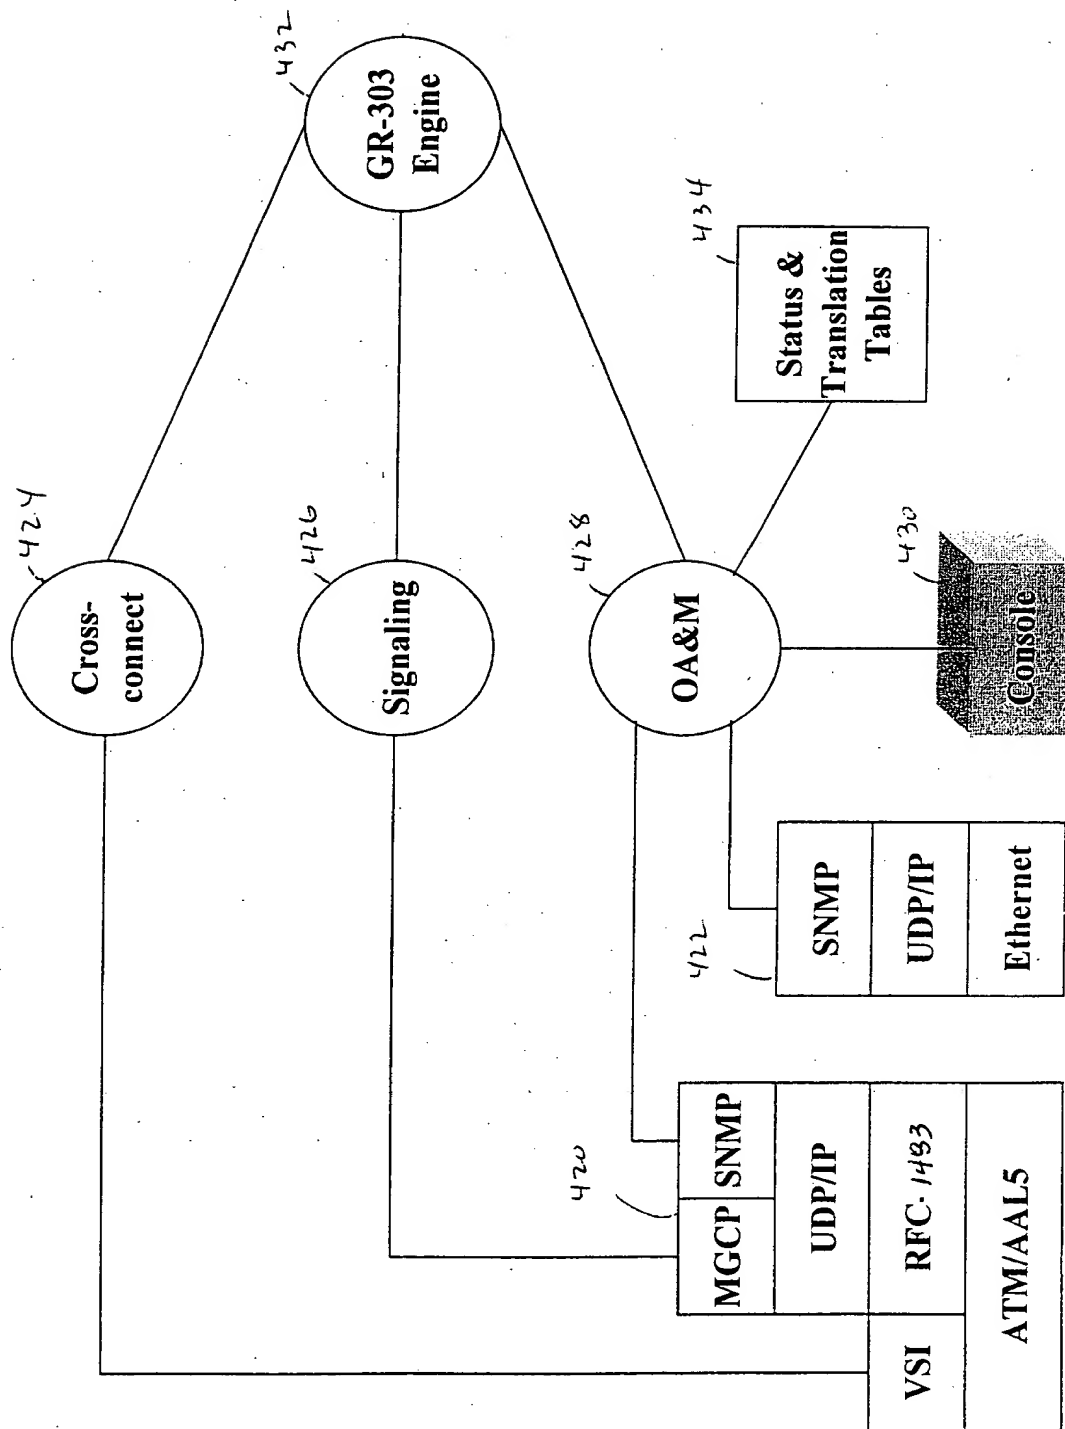 424
Cross-
connect
432
GR-303
Engine
426
Signaling
428
OA&M
434
Status &
Translation
Tables
420
MGCP
SNMP
UDP/IP
VSI
RFC-1483
ATM/AAL5
422
SNMP
UDP/IP
Ethernet
430
Console